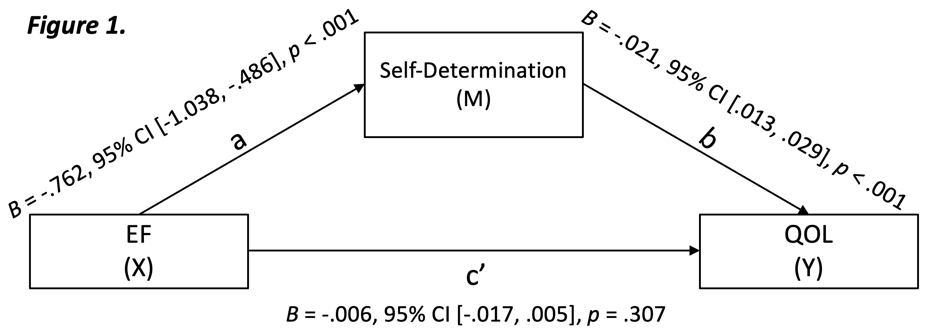 Figure 1.
B = -.762, 95% CI [-1.038, -.486], p < .001
B = -.021, 95% CI [.013, .029], p < .001
Self-Determination
(M)
a
b
EF
(X)
QOL
(Y)
c’
B = -.006, 95% CI [-.017, .005], p = .307